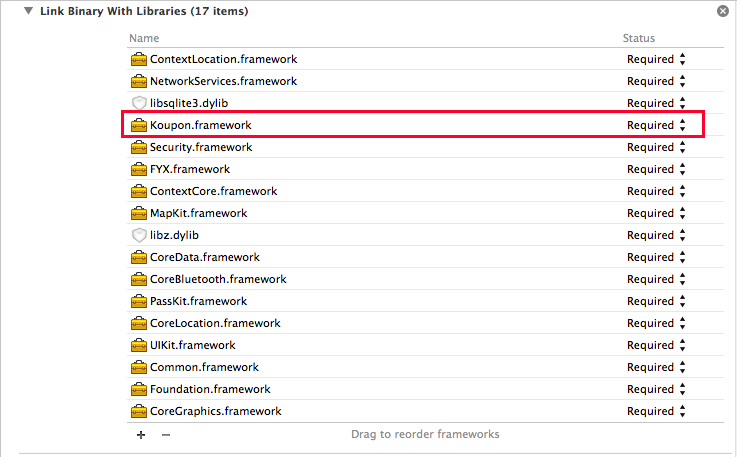 Link Binary With Libraries (17 items)
Name Status
ContextLocation.framework Required
NetworkServices.framework Required
libsqlite3.dylib Required
Koupon.framework Required
Security.framework Required
FYX.framework Required
ContextCore.framework Required
MapKit.framework Required
libz.dylib Required
CoreData.framework Required
CoreBluetooth.framework Required
PassKit.framework Required
CoreLocation.framework Required
UIKit.framework Required
Common.framework Required
Foundation.framework Required
CoreGraphics.framework Required
+ − Drag to reorder frameworks